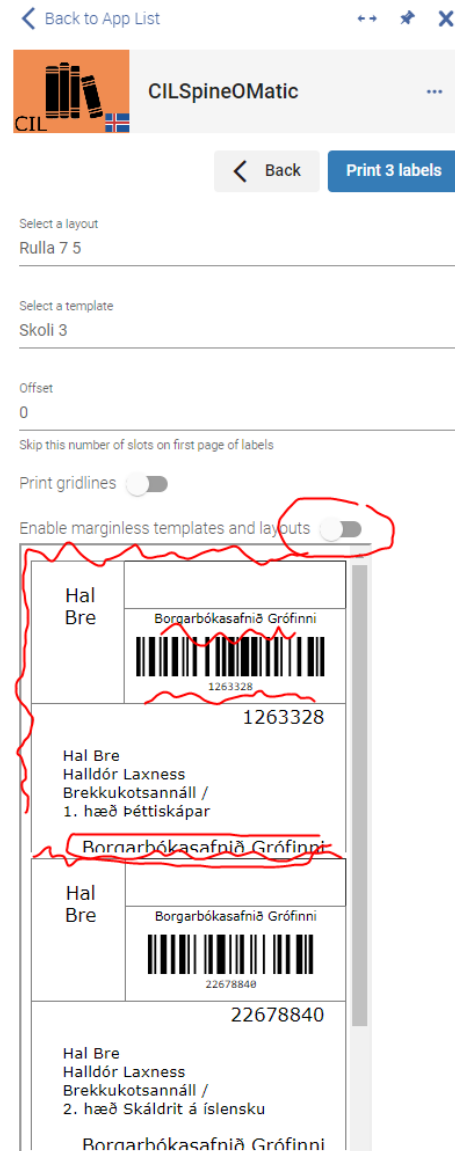 Back to App List
CIL
CILSpineOMatic
Back
Print 3 labels
Select a layout
Rulla 7 5
Select a template
Skoli 3
Offset
0
Skip this number of slots on first page of labels
Print gridlines
Enable marginless templates and layouts
Hal
Bre
Borgarbókasafnið Grófinni
1263328
1263328
Hal Bre
Halldór Laxness
Brekkukotsannáll /
1. hæð Þéttiskápar
Borgarbókasafnið Grófinni
Hal
Bre
Borgarbókasafnið Grófinni
22678840
22678840
Hal Bre
Halldór Laxness
Brekkukotsannáll /
2. hæð Skáldrit á íslensku
Borgarbókasafnið Grófinni